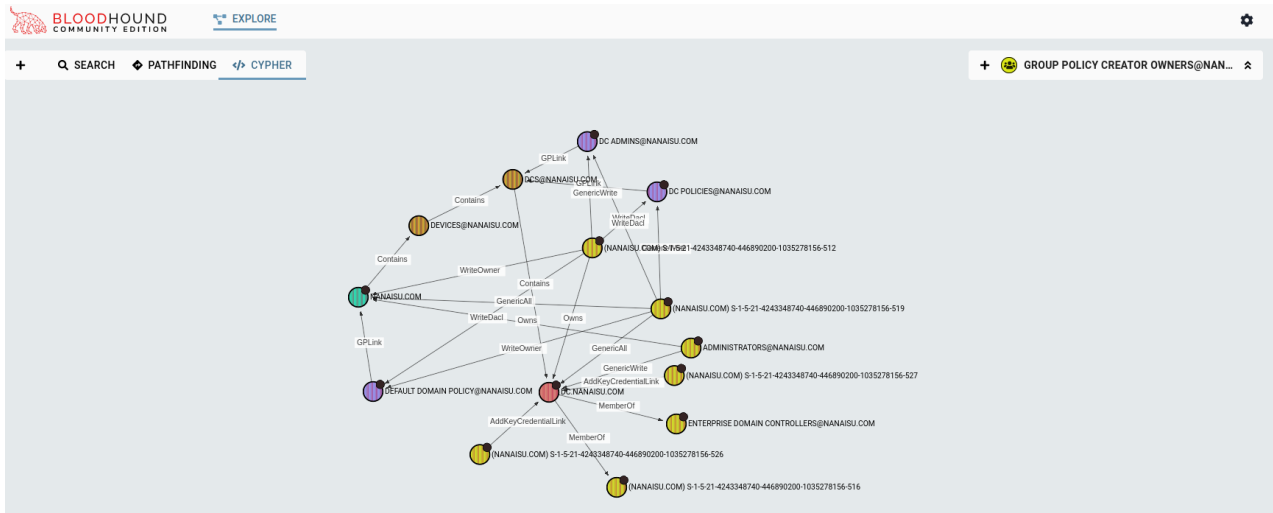 BLOODHOUND
COMMUNITY EDITION
EXPLORE
SEARCH
PATHFINDING
</> CYPHER
GROUP POLICY CREATOR OWNERS@NAN...
DC ADMINS@NANAISU.COM
GPLink
DCS@NANAISU.COM
GPLink
GenericWrite
DC POLICIES@NANAISU.COM
Contains
WriteDacl
WriteDacl
DEVICES@NANAISU.COM
(NANAISU.COM) S-1-5-21-4243348740-446890200-1035278156-512
Contains
WriteOwner
Contains
NANAISU.COM
GenericAll
(NANAISU.COM) S-1-5-21-4243348740-446890200-1035278156-519
WriteDacl
Owns
Owns
GPLink
WriteOwner
GenericAll
ADMINISTRATORS@NANAISU.COM
GenericWrite
(NANAISU.COM) S-1-5-21-4243348740-446890200-1035278156-527
AddKeyCredentialLink
DEFAULT DOMAIN POLICY@NANAISU.COM
DC.NANAISU.COM
MemberOf
AddKeyCredentialLink
ENTERPRISE DOMAIN CONTROLLERS@NANAISU.COM
MemberOf
(NANAISU.COM) S-1-5-21-4243348740-446890200-1035278156-526
(NANAISU.COM) S-1-5-21-4243348740-446890200-1035278156-516